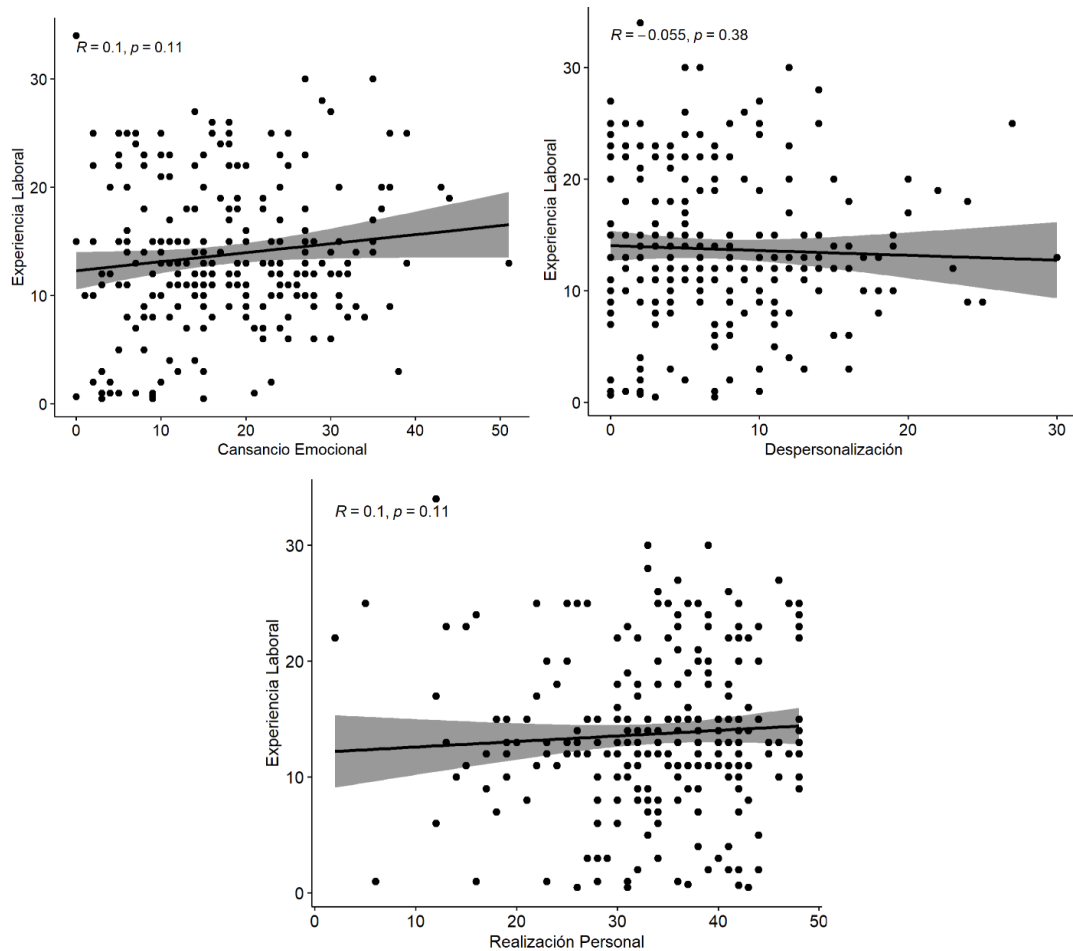 R = 0.1, p = 0.11
Experiencia Laboral
30
20
10
0
0 10 20 30 40 50
Cansancio Emocional
R = −0.055, p = 0.38
Experiencia Laboral
30
20
10
0
0 10 20 30
Despersonalización
R = 0.1, p = 0.11
Experiencia Laboral
30
20
10
0
0 10 20 30 40 50
Realización Personal